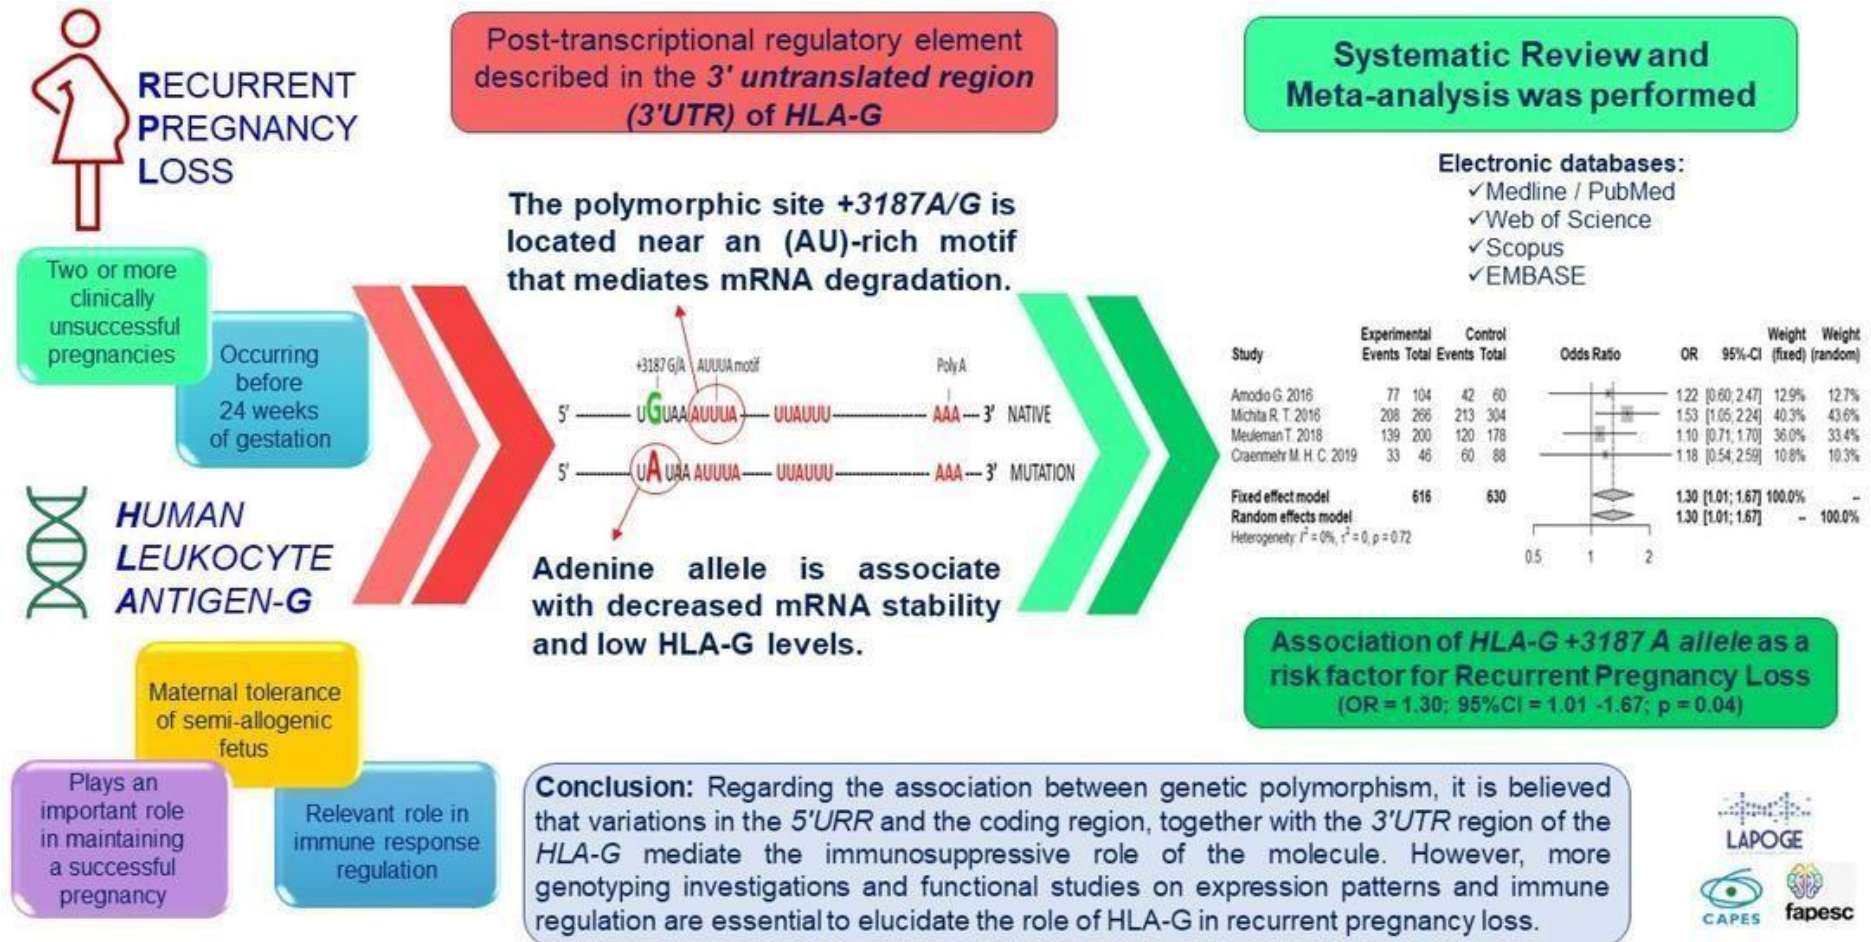 RECURRENT
PREGNANCY
LOSS
Two or more
clinically
unsuccessful
pregnancies
Occurring
before
24 weeks
of gestation
HUMAN
LEUKOCYTE
ANTIGEN-G
Maternal tolerance
of semi-allogenic
fetus
Plays an
important role
in maintaining
a successful
pregnancy
Relevant role in
immune response
regulation
Post-transcriptional regulatory element
described in the 3' untranslated region
(3'UTR) of HLA-G
The polymorphic site +3187A/G is
located near an (AU)-rich motif
that mediates mRNA degradation.
+3187 G/A AUUUA motif Poly A
5' UGUAA AUUUA UUAUUU AAA 3' NATIVE
5' UAUAA AUUUA UUAUUU AAA 3' MUTATION
Adenine allele is associate
with decreased mRNA stability
and low HLA-G levels.
Systematic Review and
Meta-analysis was performed
Electronic databases:
✓Medline / PubMed
✓Web of Science
✓Scopus
✓EMBASE
Experimental Control Weight Weight
Study Events Total Events Total Odds Ratio OR 95%-CI (fixed) (random)
Amodio G. 2016 77 104 42 60 1.22 [0.60; 2.47] 12.9% 12.7%
Michita R. T. 2016 208 266 213 304 1.53 [1.05; 2.24] 40.3% 43.6%
Meuleman T. 2018 139 200 120 178 1.10 [0.71; 1.70] 36.0% 33.4%
Craenmehr M. H. C. 2019 33 46 60 88 1.18 [0.54; 2.59] 10.8% 10.3%
Fixed effect model 616 630 1.30 [1.01; 1.67] 100.0% --
Random effects model 1.30 [1.01; 1.67] -- 100.0%
Heterogeneity: I² = 0%, τ² = 0, p = 0.72
0.5 1 2
Association of HLA-G +3187 A allele as a
risk factor for Recurrent Pregnancy Loss
(OR = 1.30; 95%CI = 1.01 -1.67; p = 0.04)
Conclusion: Regarding the association between genetic polymorphism, it is believed
that variations in the 5'URR and the coding region, together with the 3'UTR region of the
HLA-G mediate the immunosuppressive role of the molecule. However, more
genotyping investigations and functional studies on expression patterns and immune
regulation are essential to elucidate the role of HLA-G in recurrent pregnancy loss.
LAPOGE
CAPES
fapesc